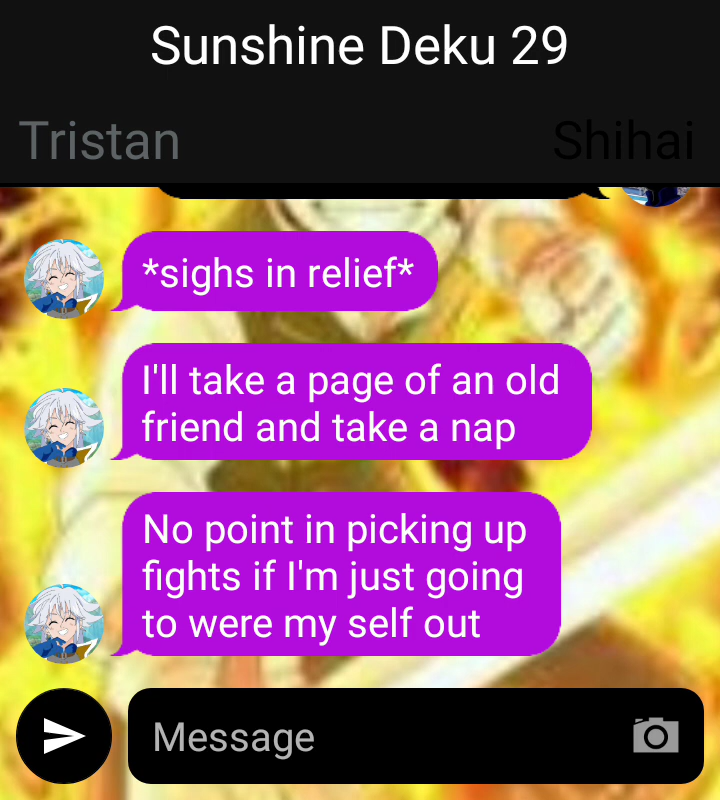 Sunshine Deku 29
Tristan
Shihai
*sighs in relief*
I'll take a page of an old
friend and take a nap
No point in picking up
fights if I'm just going
to were my self out
Message